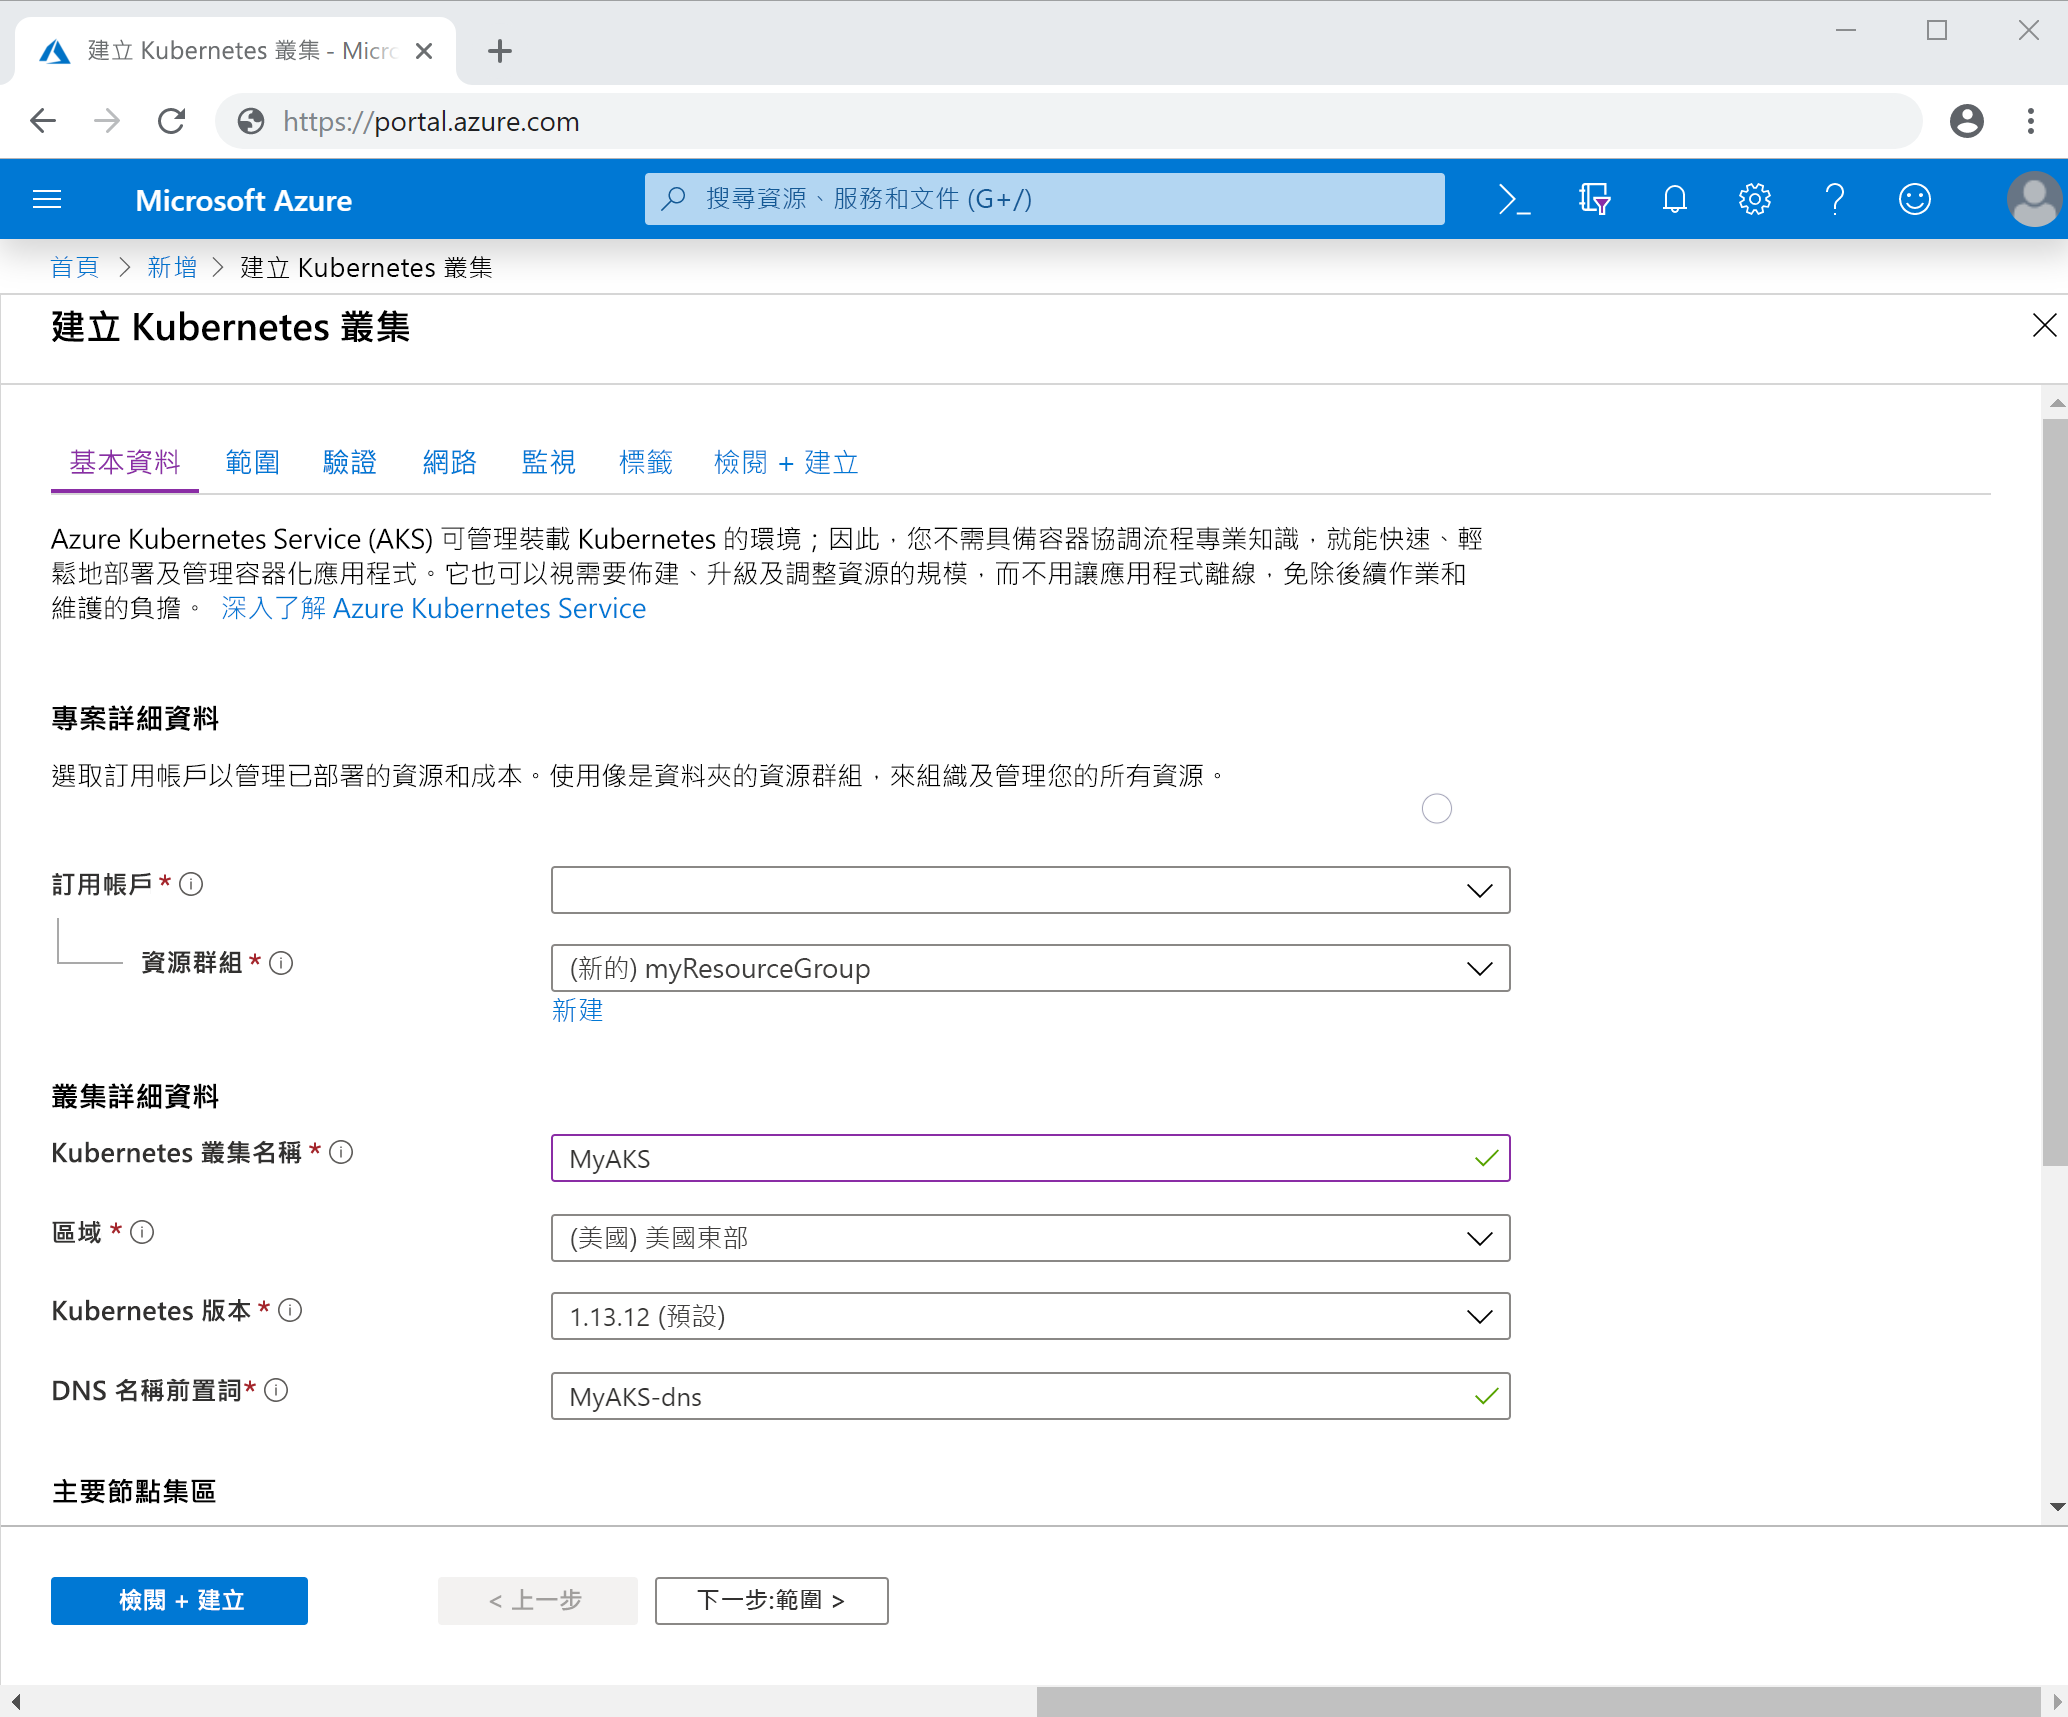 建立 Kubernetes 叢集 - Micro
https://portal.azure.com
Microsoft Azure
搜尋資源、服務和文件 (G+/)
首頁 > 新增 > 建立 Kubernetes 叢集
建立 Kubernetes 叢集
基本資料 範圍 驗證 網路 監視 標籤 檢閱 + 建立
Azure Kubernetes Service (AKS) 可管理裝載 Kubernetes 的環境；因此，您不需具備容器協調流程專業知識，就能快速、輕
鬆地部署及管理容器化應用程式。它也可以視需要佈建、升級及調整資源的規模，而不用讓應用程式離線，免除後續作業和
維護的負擔。 深入了解 Azure Kubernetes Service
專案詳細資料
選取訂用帳戶以管理已部署的資源和成本。使用像是資料夾的資源群組，來組織及管理您的所有資源。
訂用帳戶 *
資源群組 * (新的) myResourceGroup
新建
叢集詳細資料
Kubernetes 叢集名稱 * MyAKS
區域 * (美國) 美國東部
Kubernetes 版本 * 1.13.12 (預設)
DNS 名稱前置詞* MyAKS-dns
主要節點集區
檢閱 + 建立 < 上一步 下一步:範圍 >